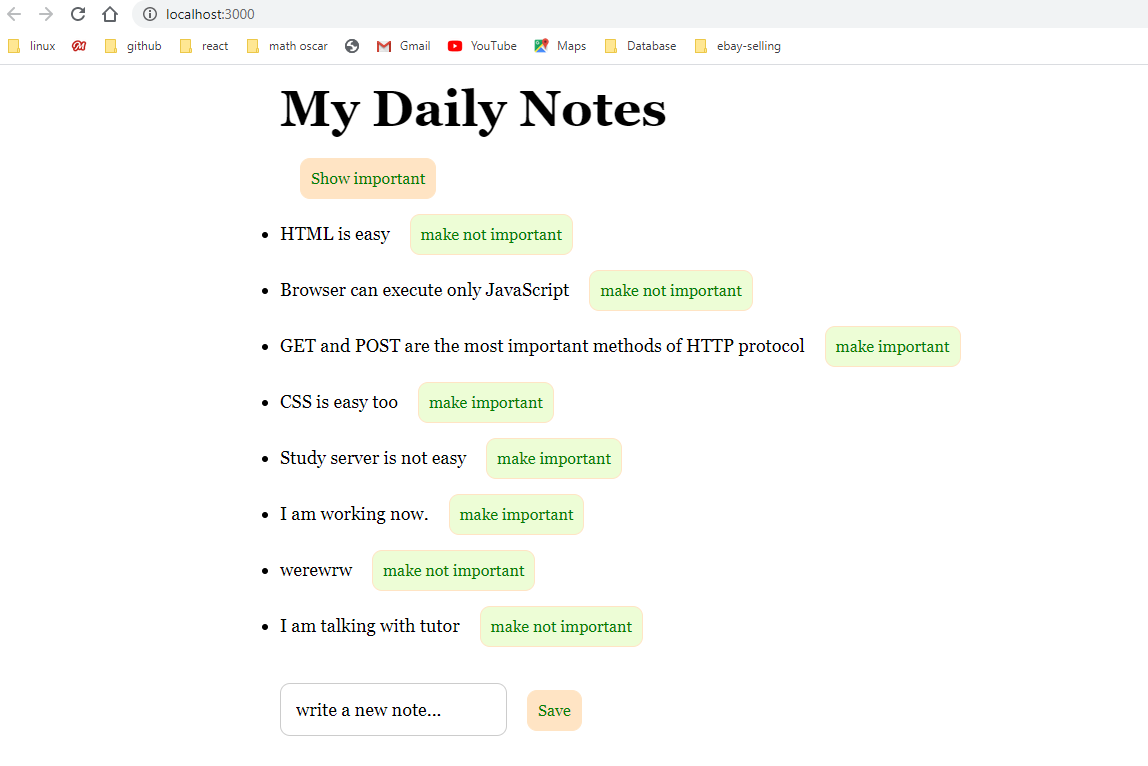 localhost:3000
linux github react math oscar Gmail YouTube Maps Database ebay-selling
My Daily Notes
Show important
HTML is easy make not important
Browser can execute only JavaScript make not important
GET and POST are the most important methods of HTTP protocol make important
CSS is easy too make important
Study server is not easy make important
I am working now. make important
werewrw make not important
I am talking with tutor make not important
write a new note... Save